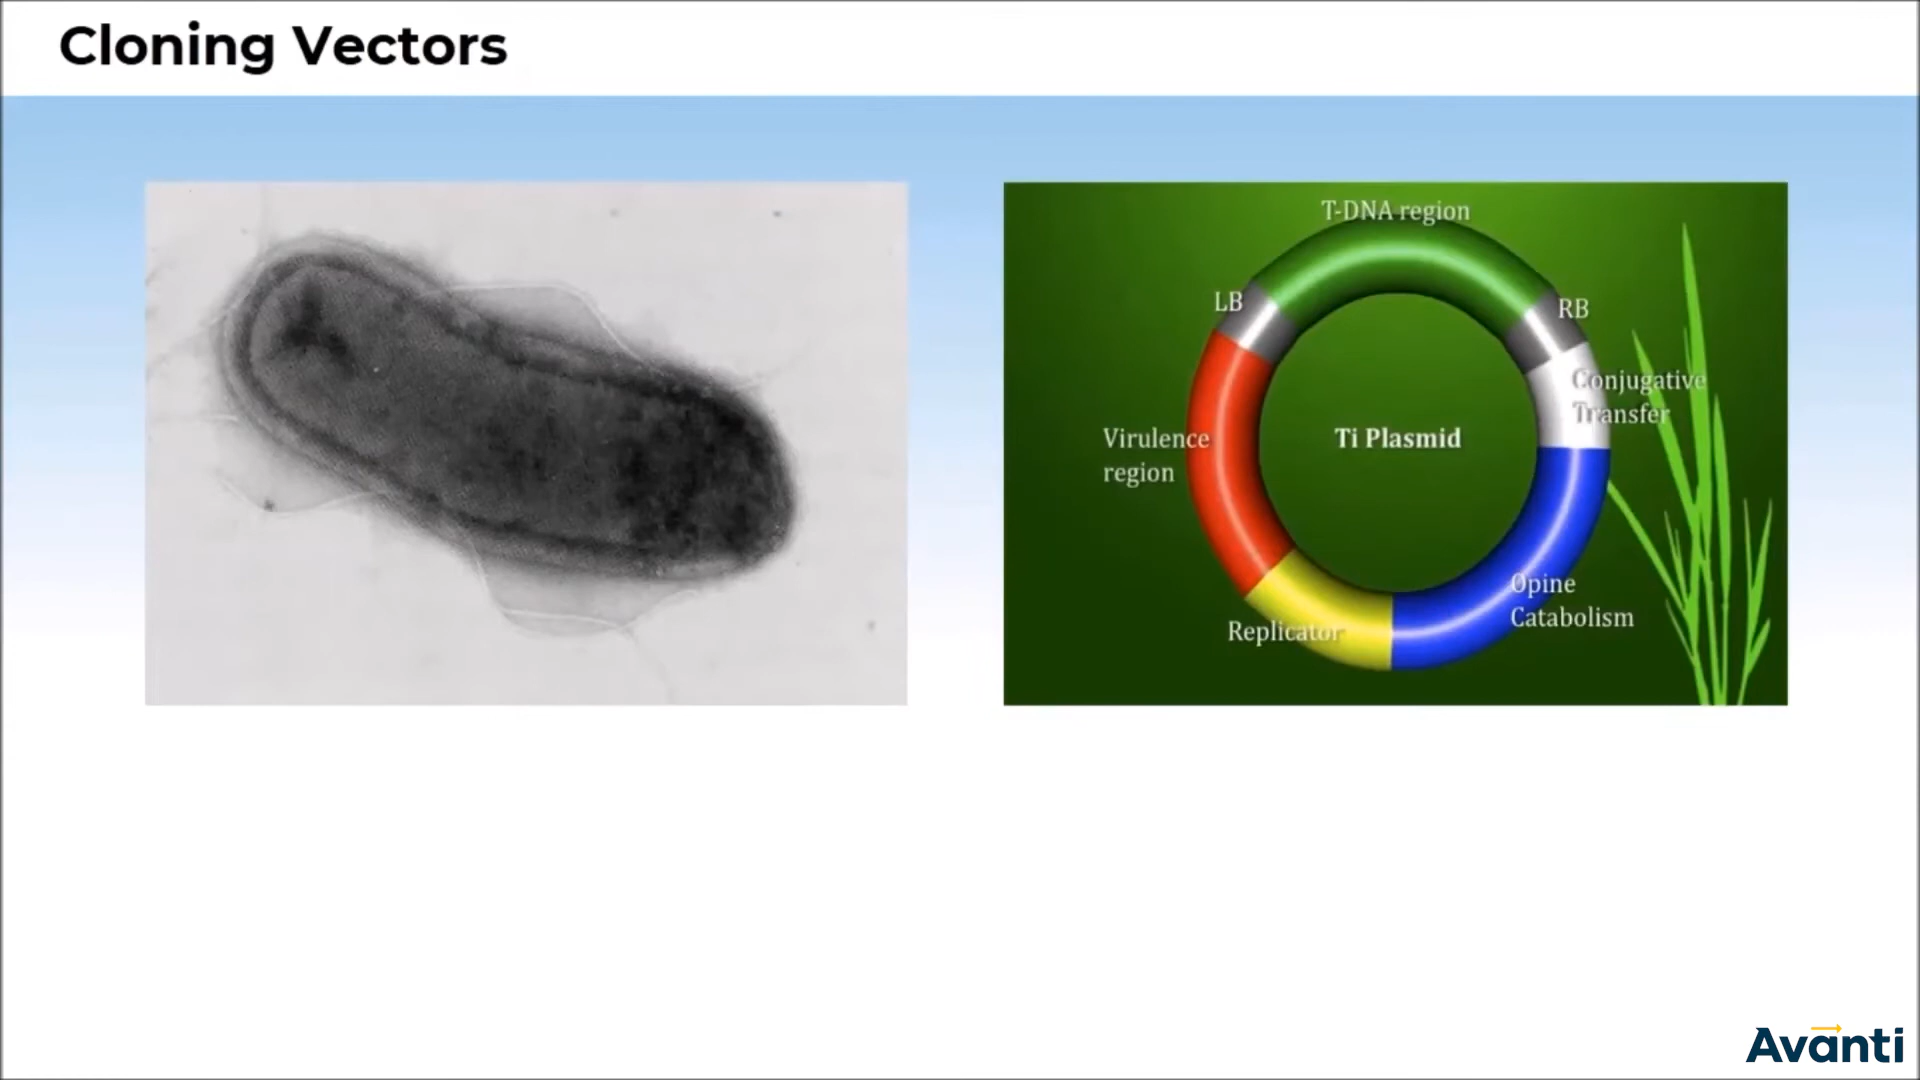 Cloning Vectors
T-DNA region
LB
RB
Conjugative
Transfer
Virulence
region
Ti Plasmid
Opine
Catabolism
Replicator
Avanti